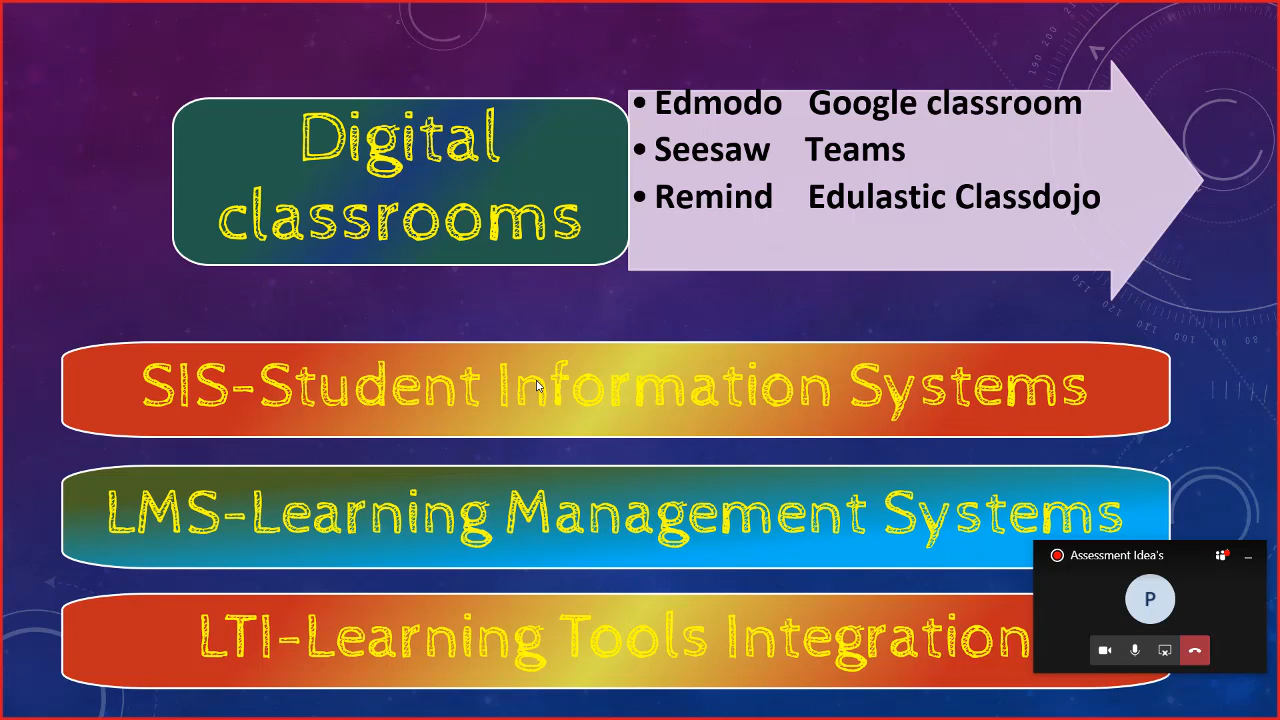 Digital
classrooms
• Edmodo Google classroom
• Seesaw Teams
• Remind Edulastic Classdojo
SIS-Student Information Systems
LMS-Learning Management Systems
LTI-Learning Tools Integration
Assessment Idea's
P